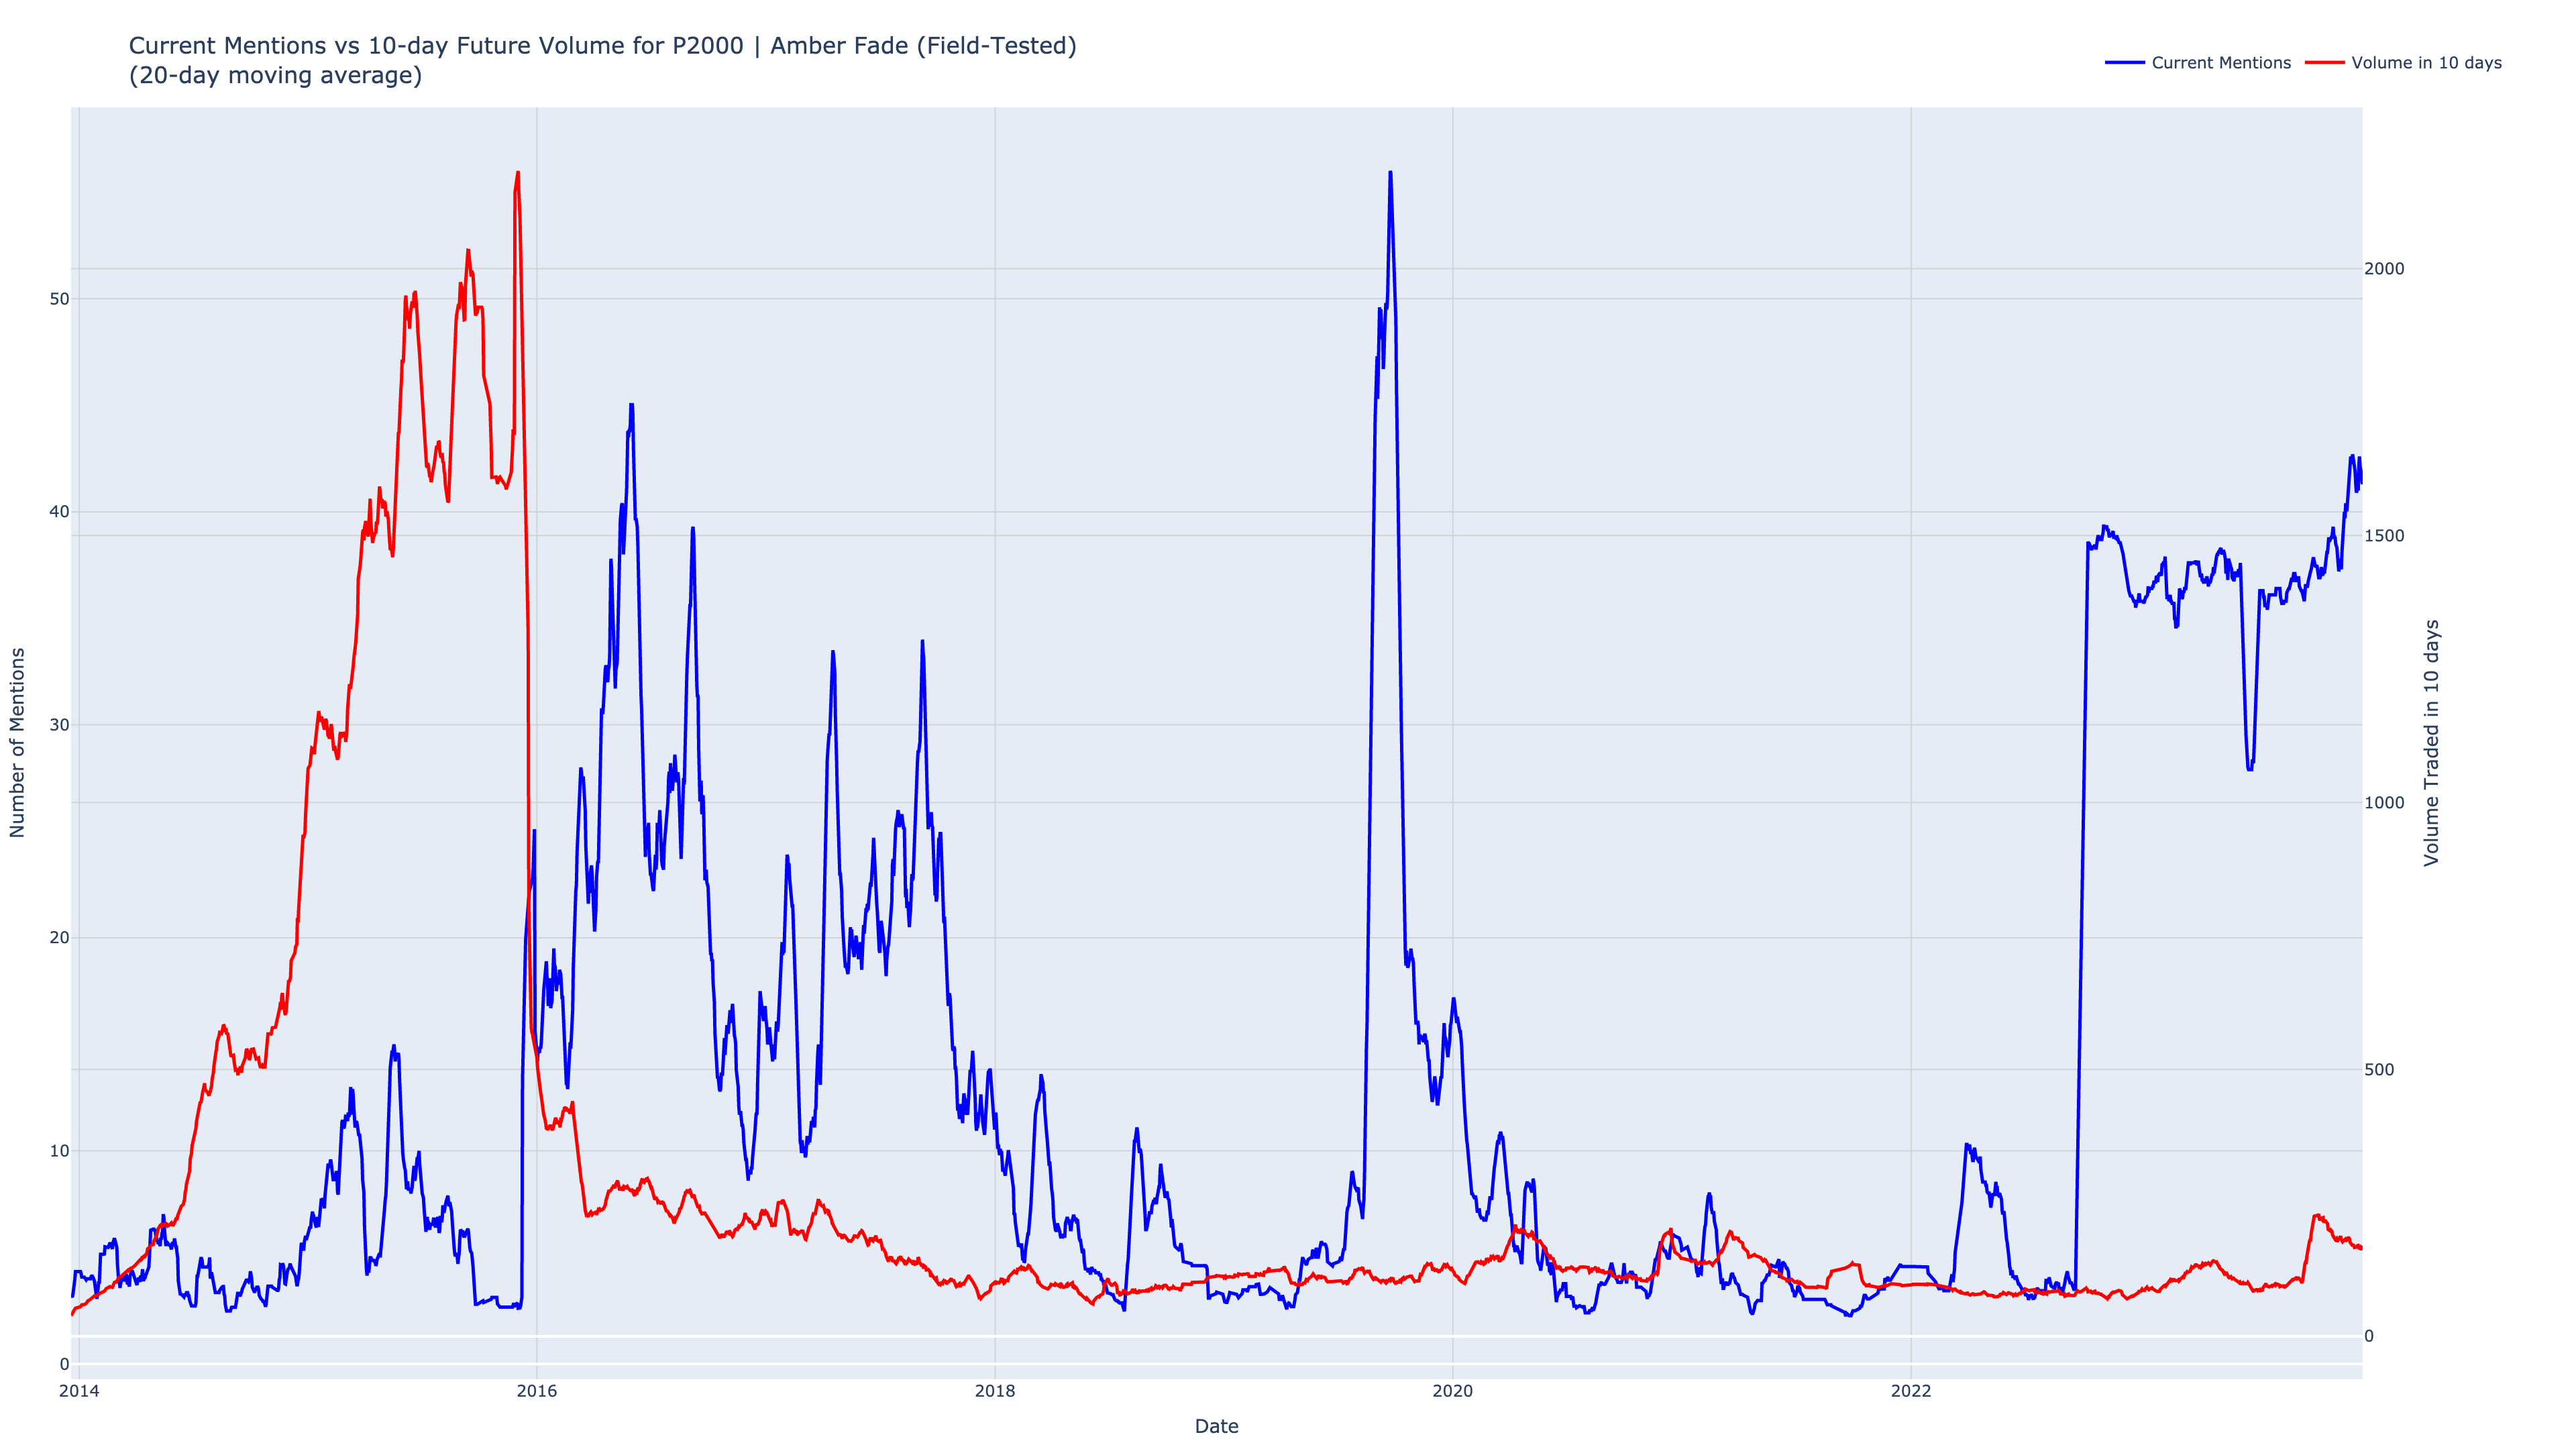 Current Mentions vs 10-day Future Volume for P2000 | Amber Fade (Field-Tested)
(20-day moving average)
Current Mentions
Volume in 10 days
Number of Mentions
50
40
30
20
10
0
2000
1500
1000
500
0
Volume Traded in 10 days
2014
2016
2018
2020
2022
Date